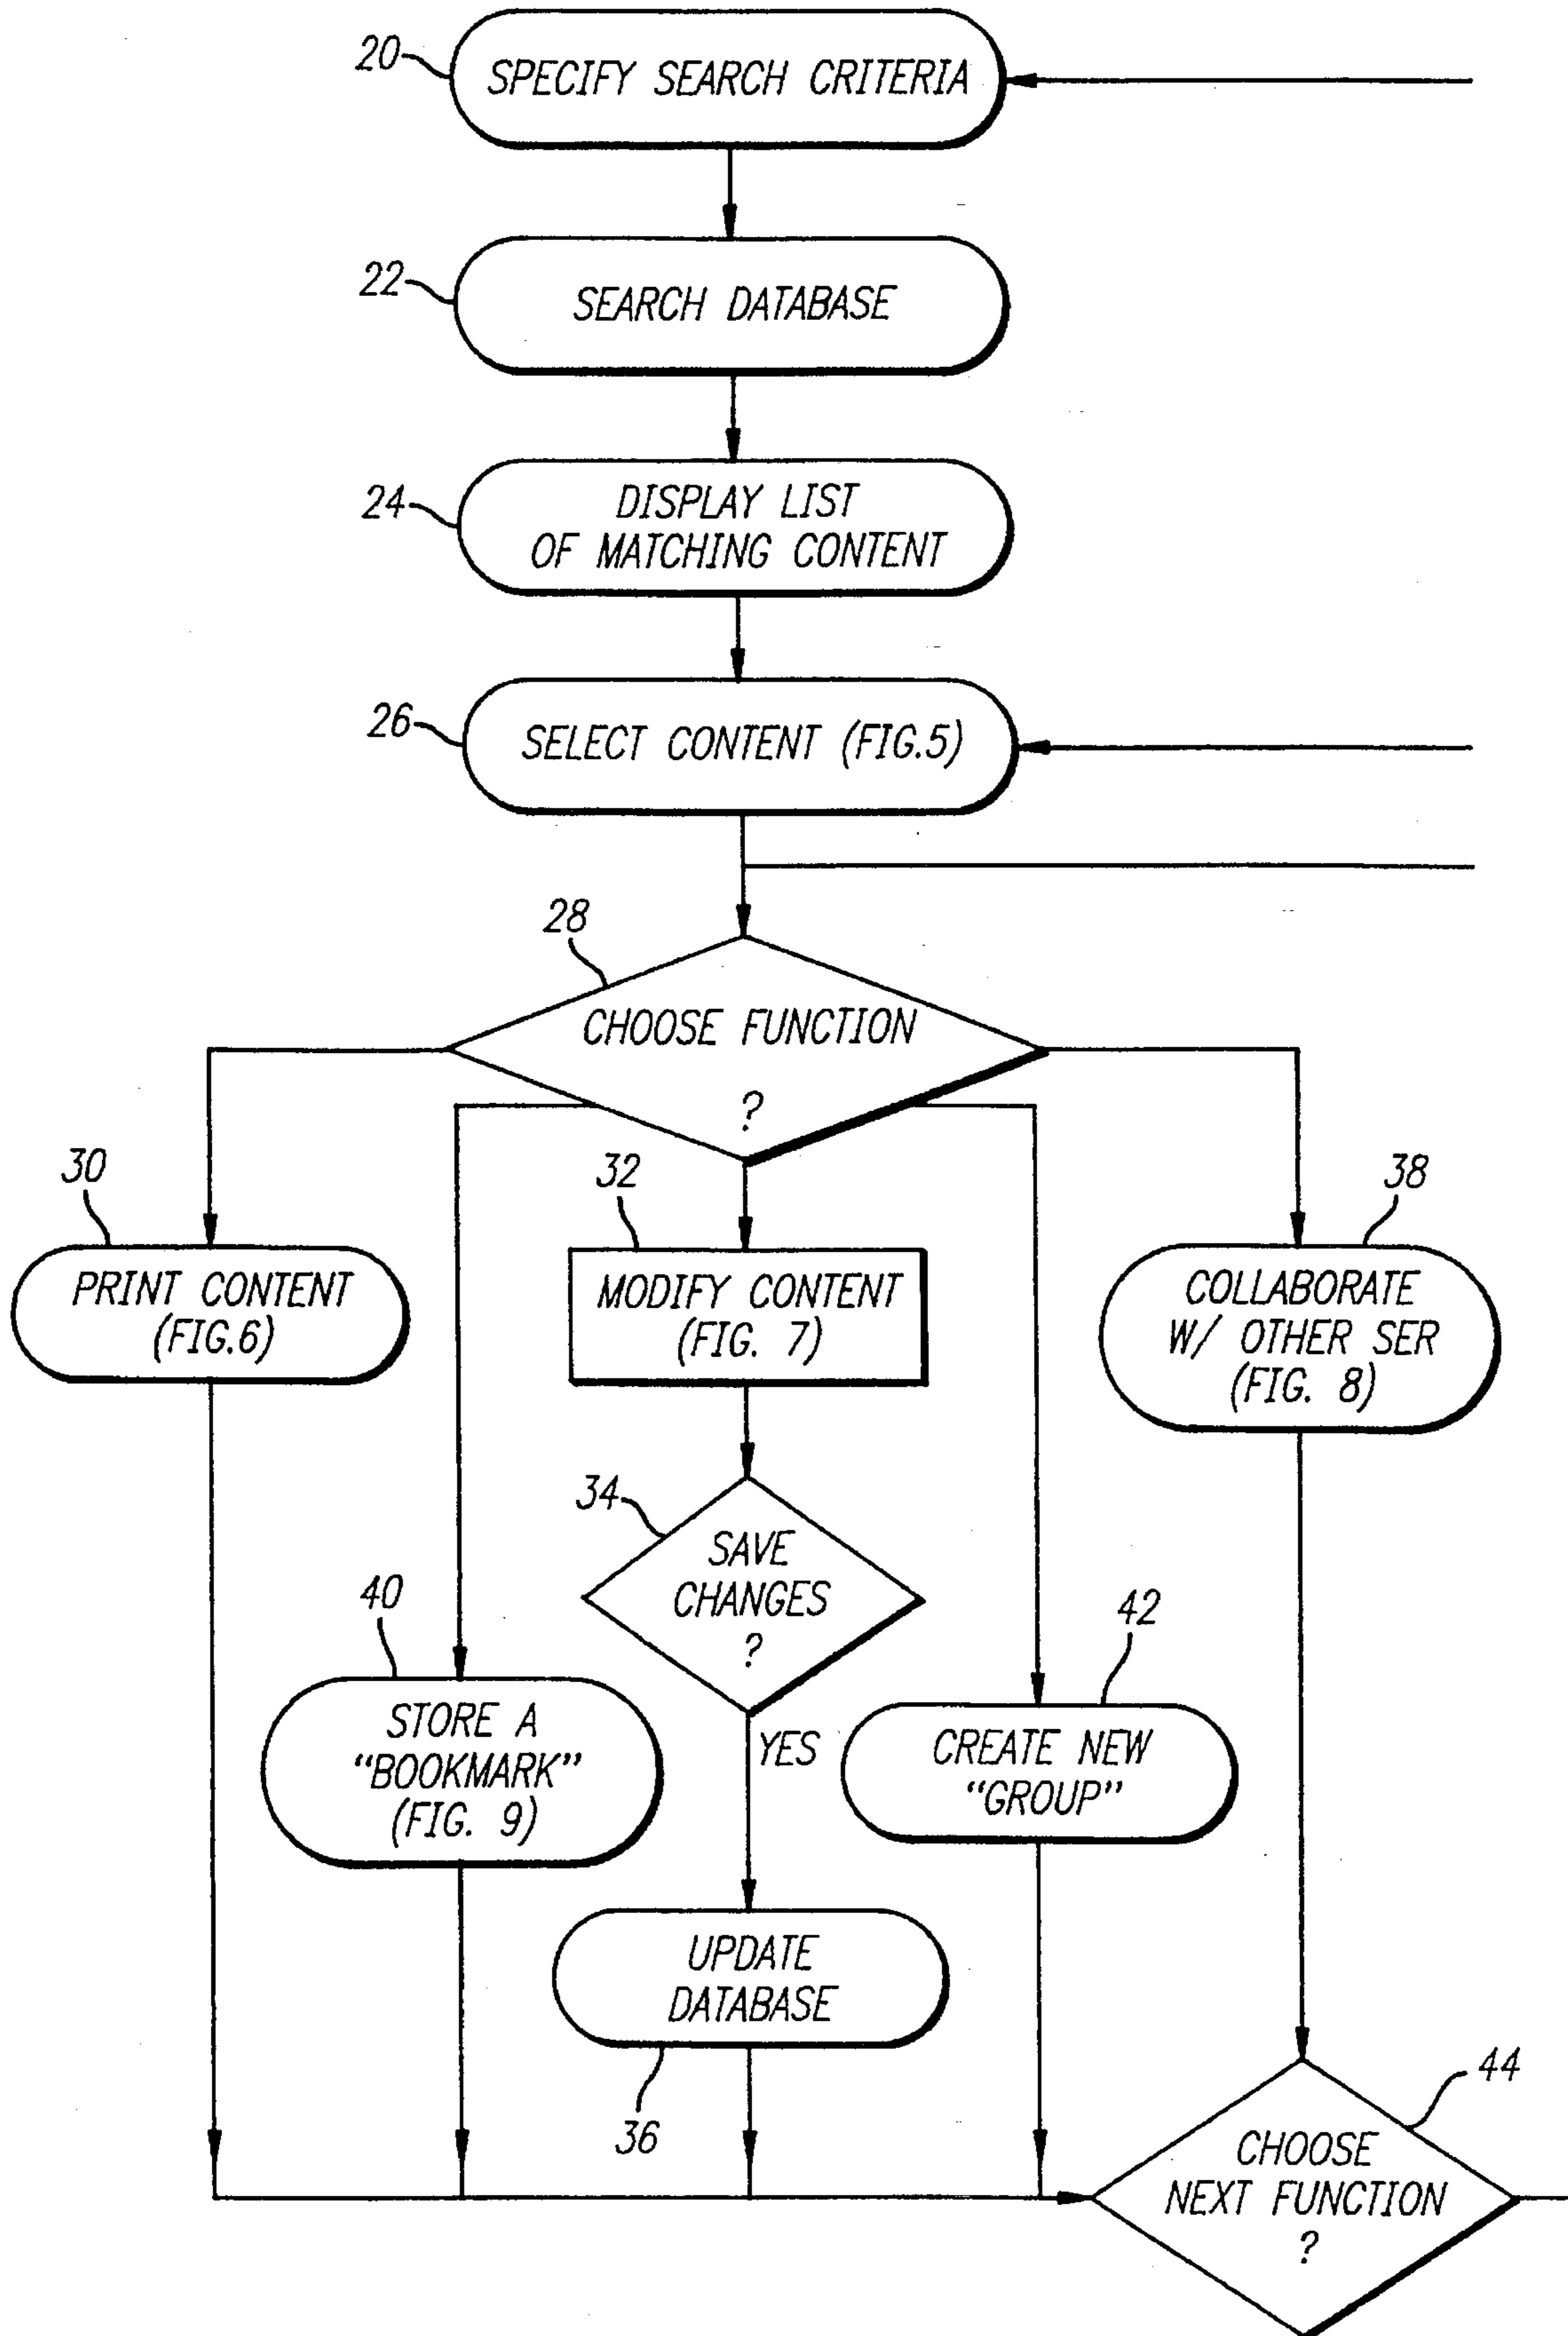 20
SPECIFY SEARCH CRITERIA
22
SEARCH DATABASE
24
DISPLAY LIST
OF MATCHING CONTENT
26
SELECT CONTENT (FIG.5)
28
CHOOSE FUNCTION
?
30
PRINT CONTENT
(FIG.6)
32
MODIFY CONTENT
(FIG. 7)
38
COLLABORATE
W/ OTHER SER
(FIG. 8)
34
SAVE
CHANGES
?
YES
40
STORE A
“BOOKMARK”
(FIG. 9)
42
CREATE NEW
“GROUP”
UPDATE
DATABASE
36
44
CHOOSE
NEXT FUNCTION
?